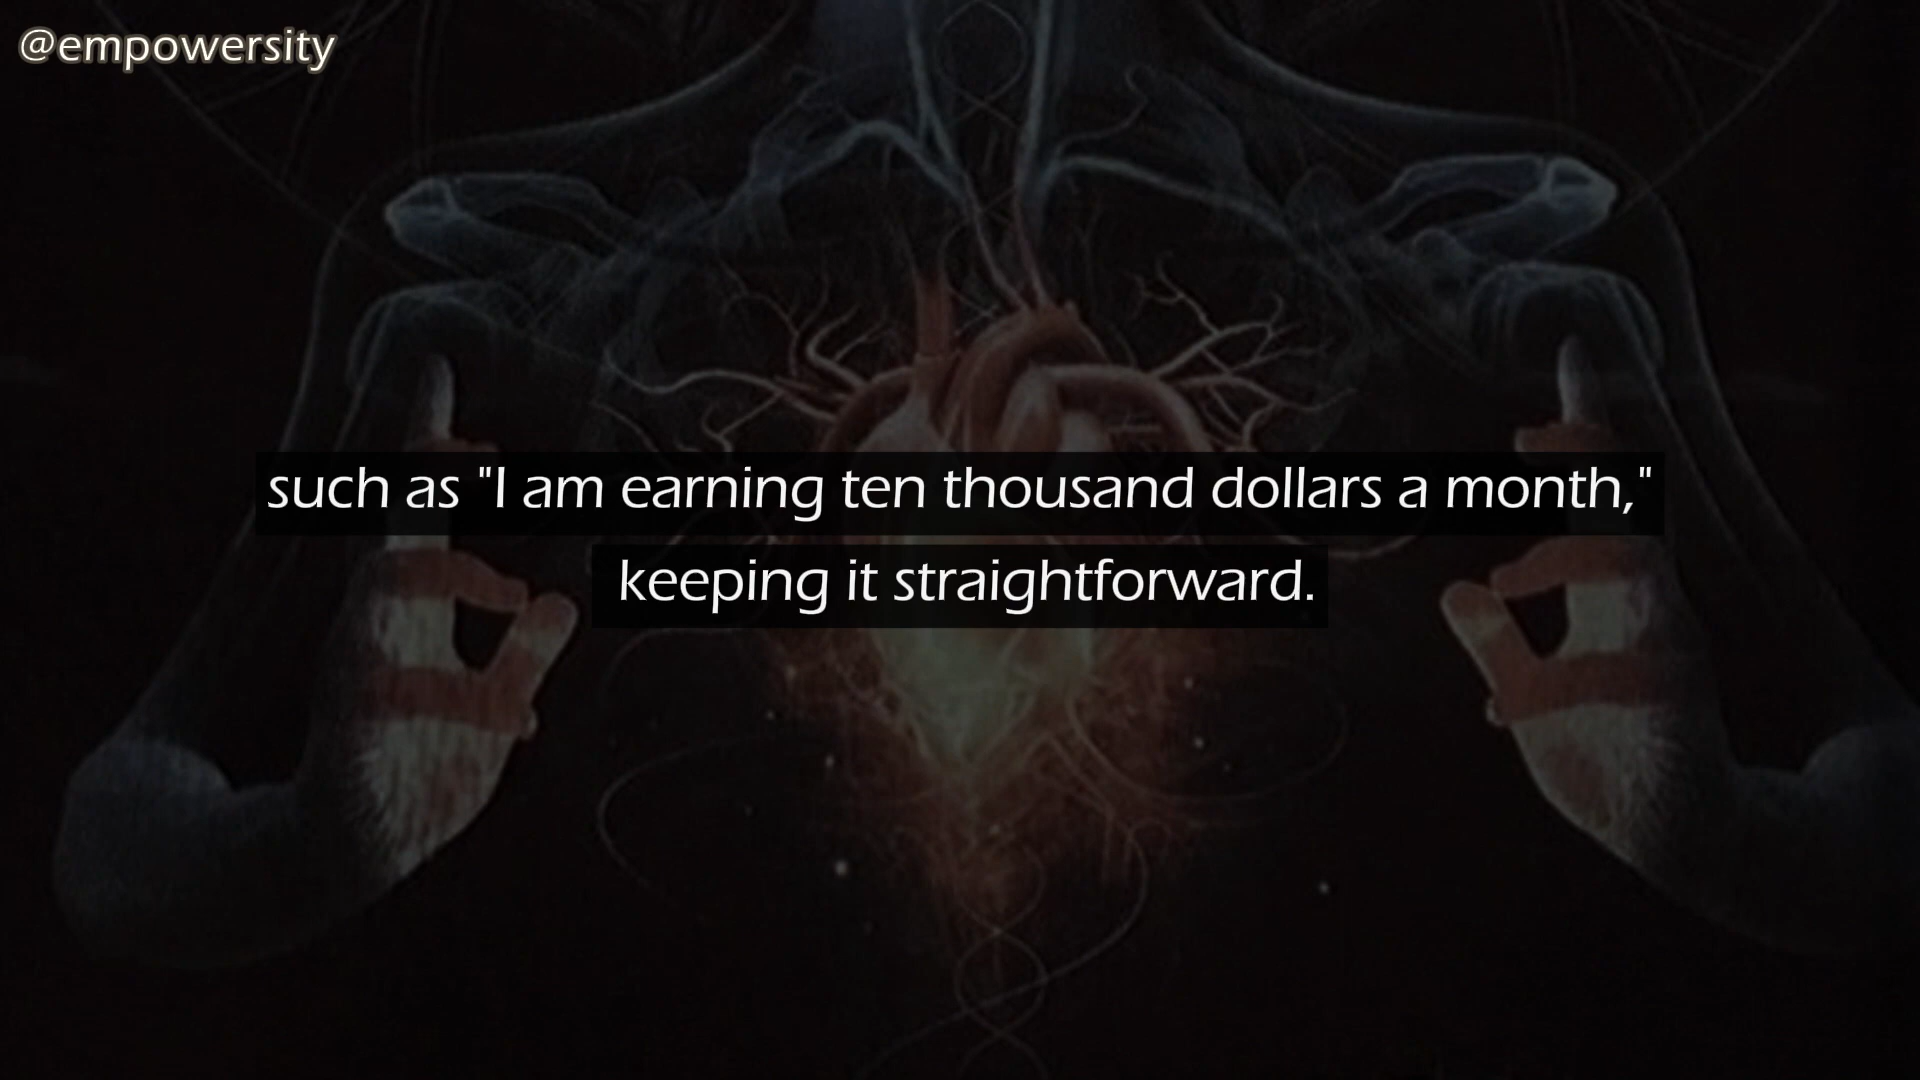 @empowersity
such as "I am earning ten thousand dollars a month,"
keeping it straightforward.